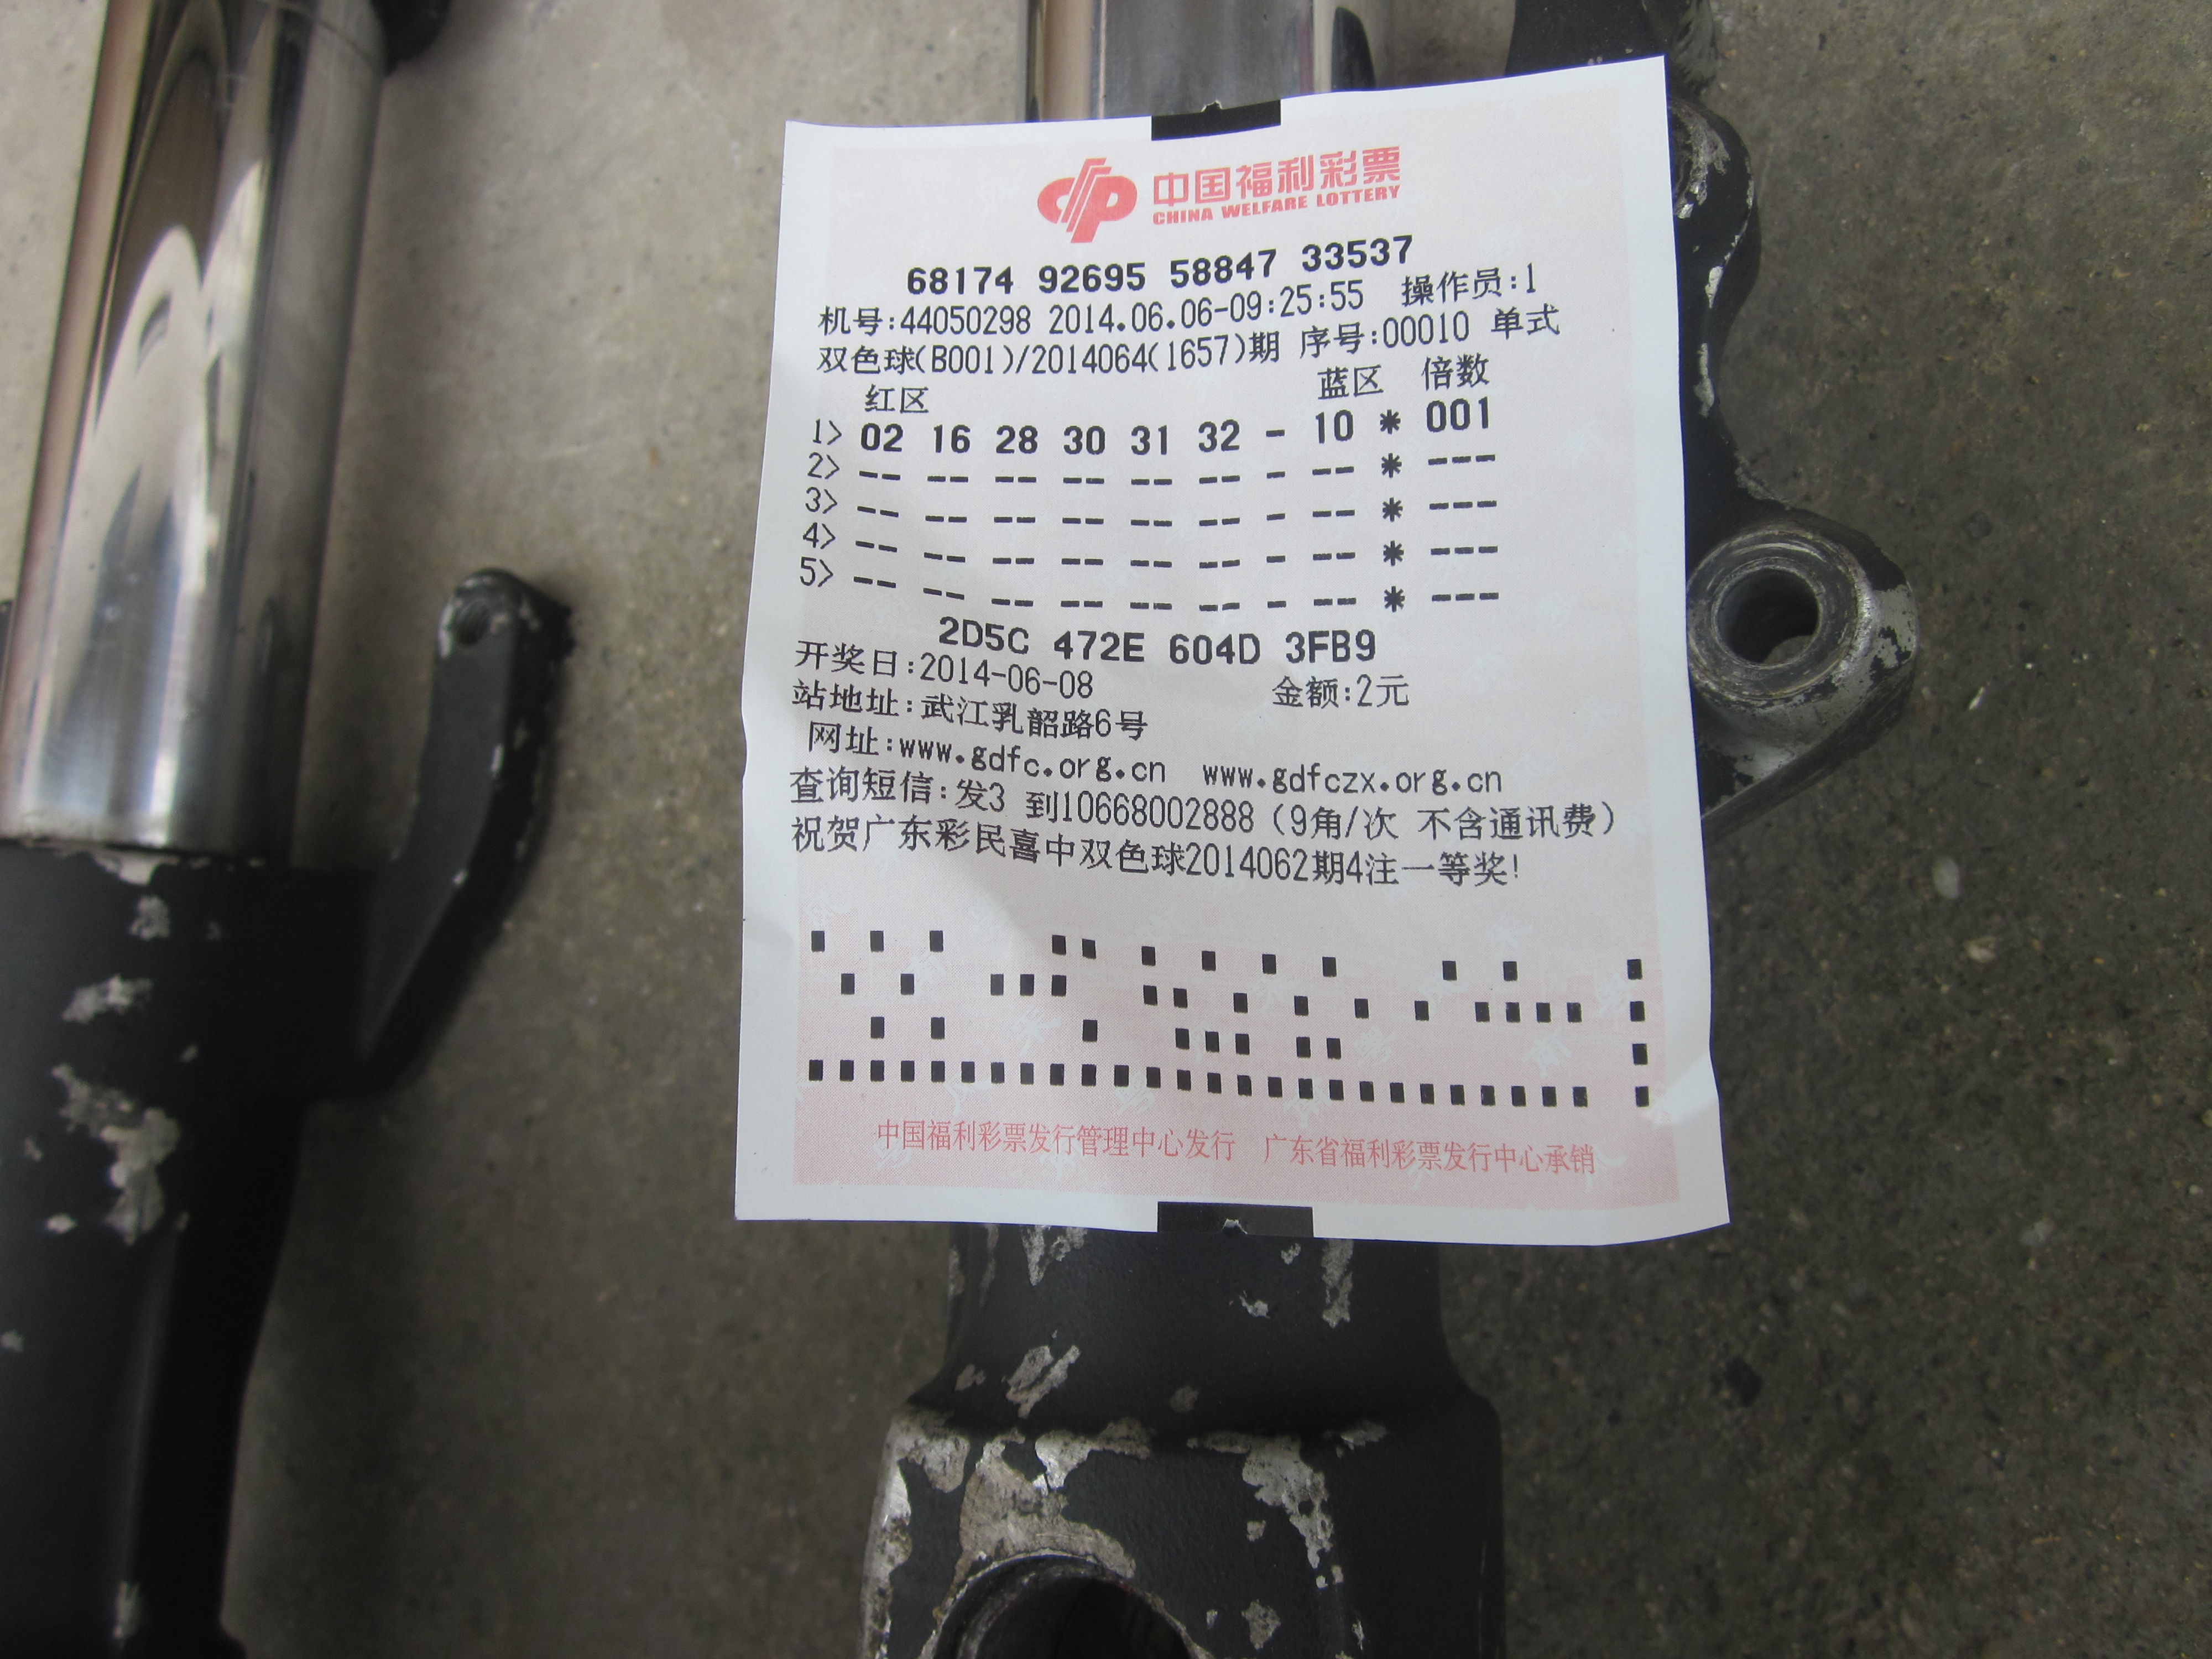 中国福利彩票
CHINA WELFARE LOTTERY
68174 92695 58847 33537
机号:44050298 2014.06.06-09:25:55 操作员:1
双色球(B001)/2014064(1657)期 序号:00010 单式
红区 蓝区 倍数
1> 02 16 28 30 31 32 - 10 * 001
2> -- -- -- -- -- -- - -- * ---
3> -- -- -- -- -- -- - -- * ---
4> -- -- -- -- -- -- - -- * ---
5> -- -- -- -- -- -- - -- * ---
2D5C 472E 604D 3FB9
开奖日:2014-06-08 金额:2元
站地址:武江乳韶路6号
网址:www.gdfc.org.cn www.gdfczx.org.cn
查询短信:发3 到10668002888 (9角/次 不含通讯费)
祝贺广东彩民喜中双色球2014062期4注一等奖!
中国福利彩票发行管理中心发行 广东省福利彩票发行中心承销